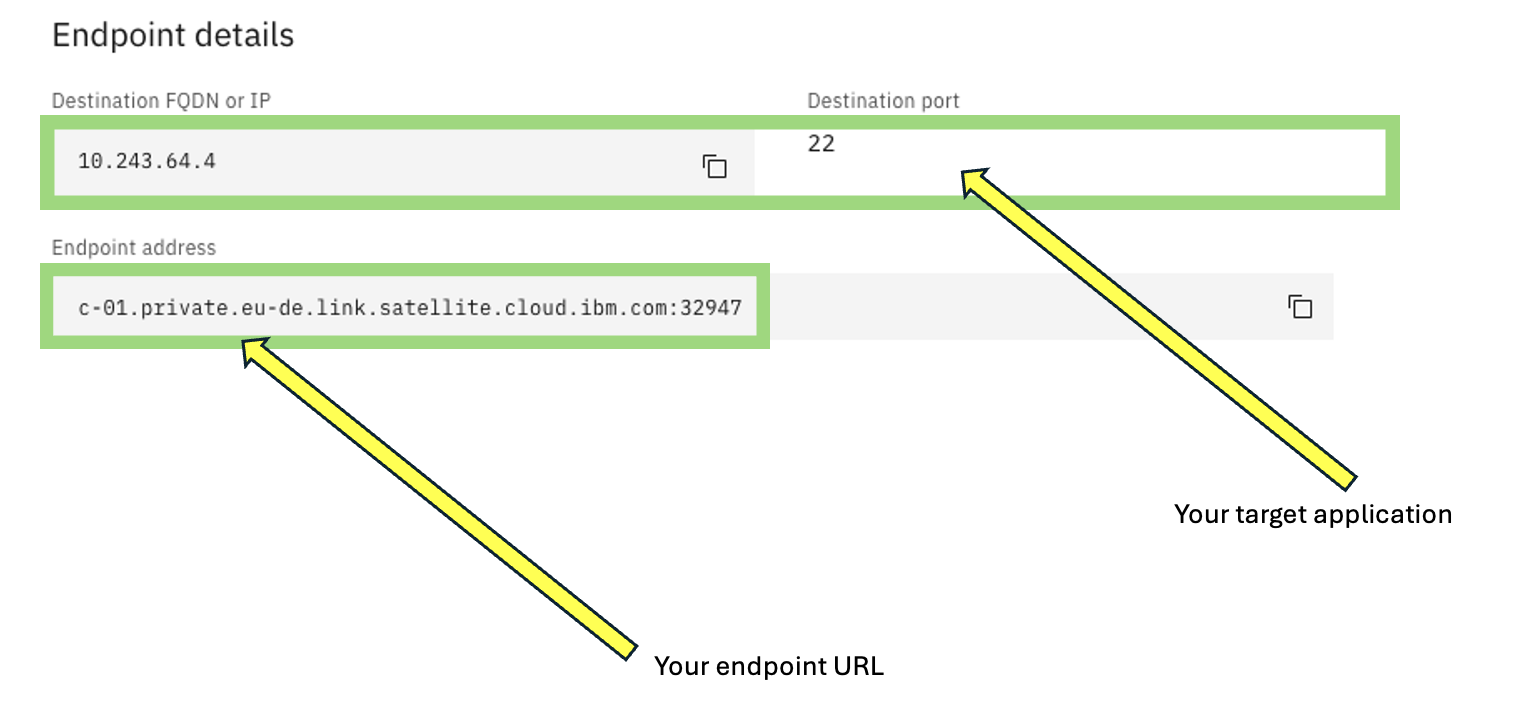 Endpoint details
Destination FQDN or IP
Destination port
10.243.64.4
22
Endpoint address
c-01.private.eu-de.link.satellite.cloud.ibm.com:32947
Your target application
Your endpoint URL